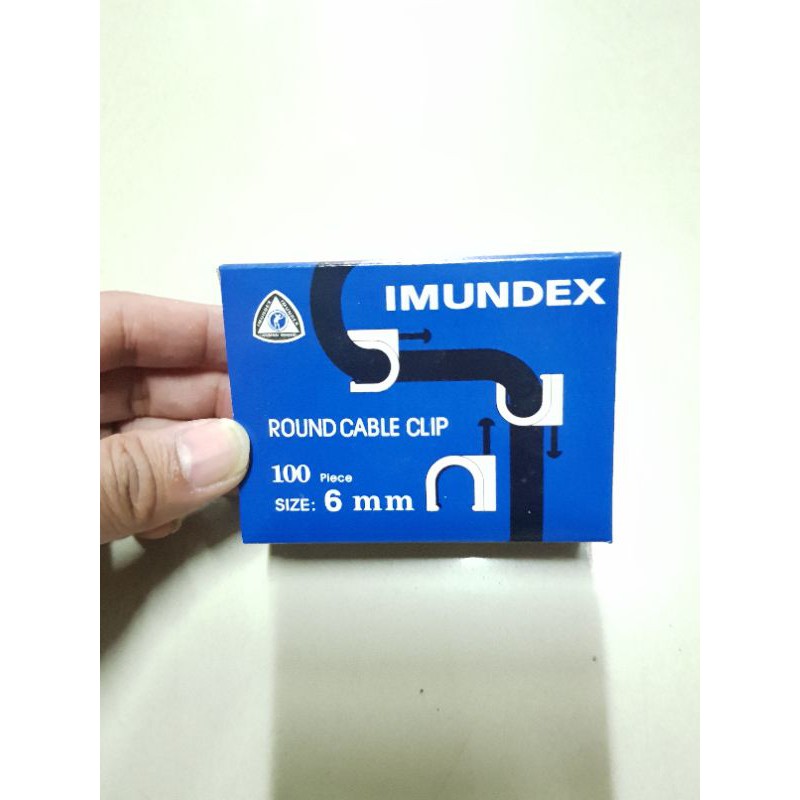 IMUNDEX
ROUND CABLE CLIP
100 Piece
SIZE: 6 mm